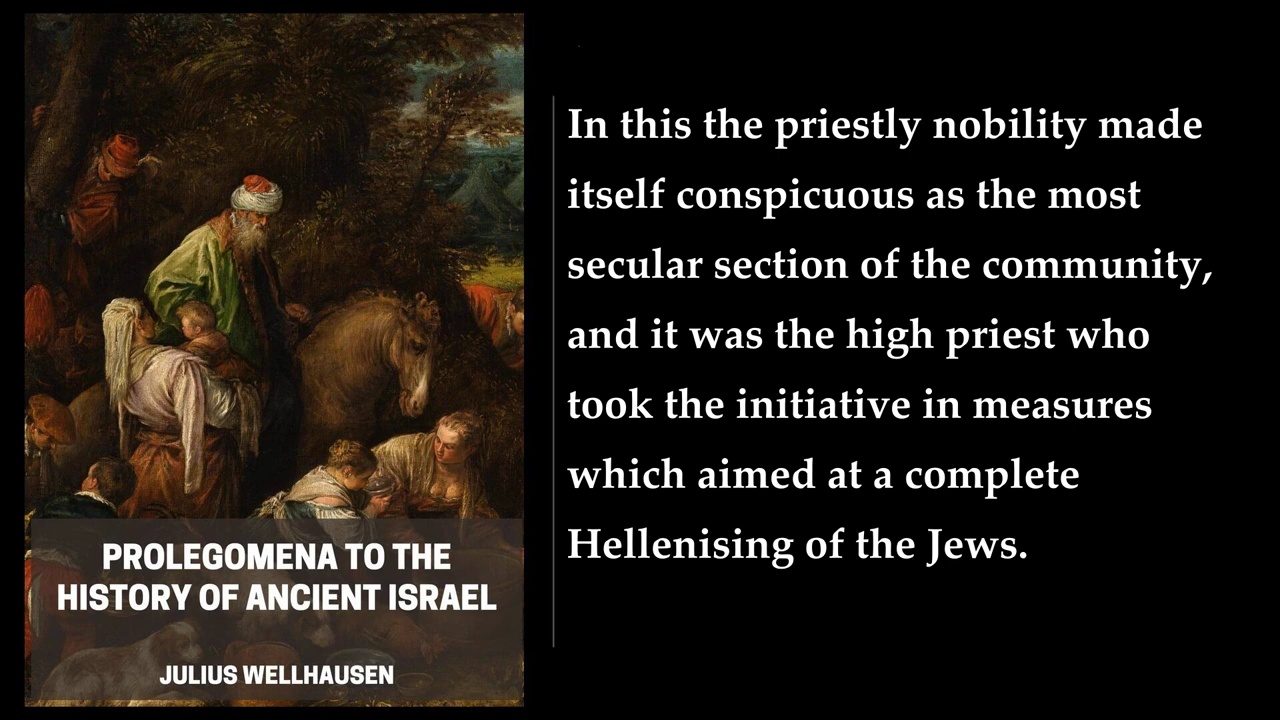 In this the priestly nobility made
itself conspicuous as the most
secular section of the community,
and it was the high priest who
took the initiative in measures
which aimed at a complete
Hellenising of the Jews.
PROLEGOMENA TO THE
HISTORY OF ANCIENT ISRAEL
JULIUS WELLHAUSEN